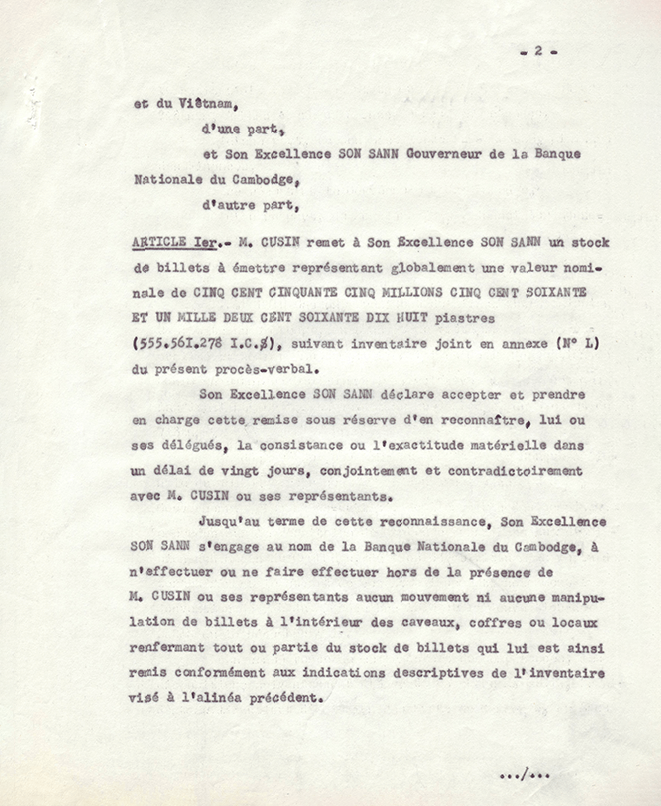 - 2 -
et du Viêtnam,
d'une part,
et Son Excellence SON SANN Gouverneur de la Banque
Nationale du Cambodge,
d'autre part,
ARTICLE Ier.- M. CUSIN remet à Son Excellence SON SANN un stock
de billets à émettre représentant globalement une valeur nomi-
nale de CINQ CENT CINQUANTE CINQ MILLIONS CINQ CENT SOIXANTE
ET UN MILLE DEUX CENT SOIXANTE DIX HUIT piastres
(555.56I.278 I.C.$), suivant inventaire joint en annexe (N° L)
du présent procès-verbal.
Son Excellence SON SANN déclare accepter et prendre
en charge cette remise sous réserve d'en reconnaître, lui ou
ses délégués, la consistance ou l'exactitude matérielle dans
un délai de vingt jours, conjointement et contradictoirement
avec M. CUSIN ou ses représentants.
Jusqu'au terme de cette reconnaissance, Son Excellence
SON SANN s'engage au nom de la Banque Nationale du Cambodge, à
n'effectuer ou ne faire effectuer hors de la présence de
M. CUSIN ou ses représentants aucun mouvement ni aucune manipu-
lation de billets à l'intérieur des caveaux, coffres ou locaux
renfermant tout ou partie du stock de billets qui lui est ainsi
remis conformément aux indications descriptives de l'inventaire
visé à l'alinéa précédent.
.../...